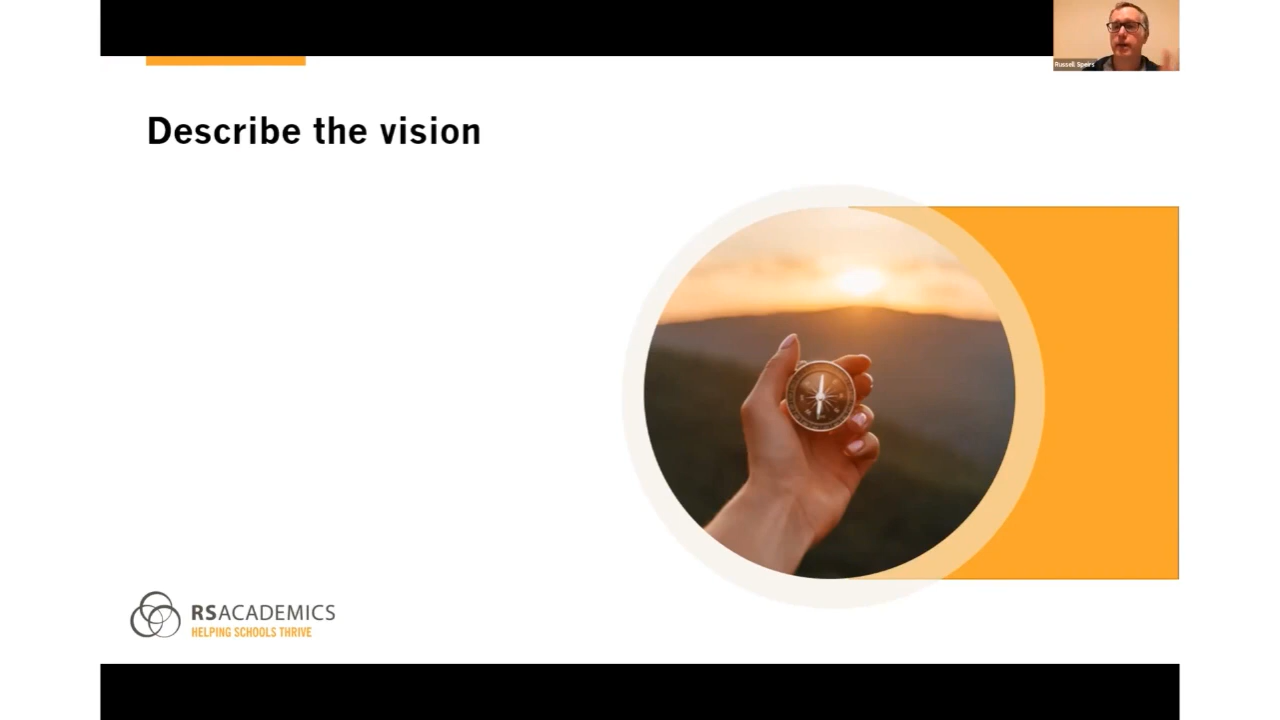 Russell Speirs
Describe the vision
RSACADEMICS
HELPING SCHOOLS THRIVE